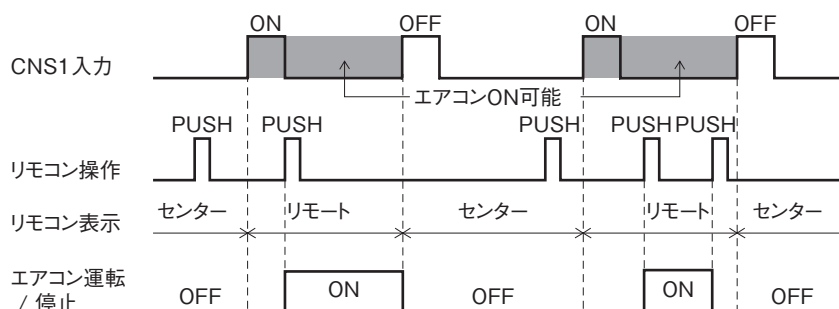 ON OFF ON OFF
CNS1入力
エアコンON可能
PUSH PUSH PUSH PUSH PUSH
リモコン操作
リモコン表示 センター リモート センター リモート センター
エアコン運転
/ 停止 OFF ON OFF ON OFF